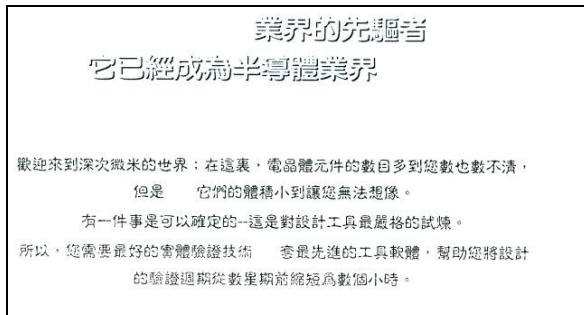 業界的先驅者
它已經成為半導體業界
歡迎來到深次微米的世界：在這裏，電晶體元件的數目多到您數也數不清，
但是 它們的體積小到讓您無法想像。
有一件事是可以確定的--這是對設計工具最嚴格的試煉。
所以，您需要最好的實體驗證技術 套最先進的工具軟體，幫助您將設計
的驗證週期從數星期前縮短爲數個小時。